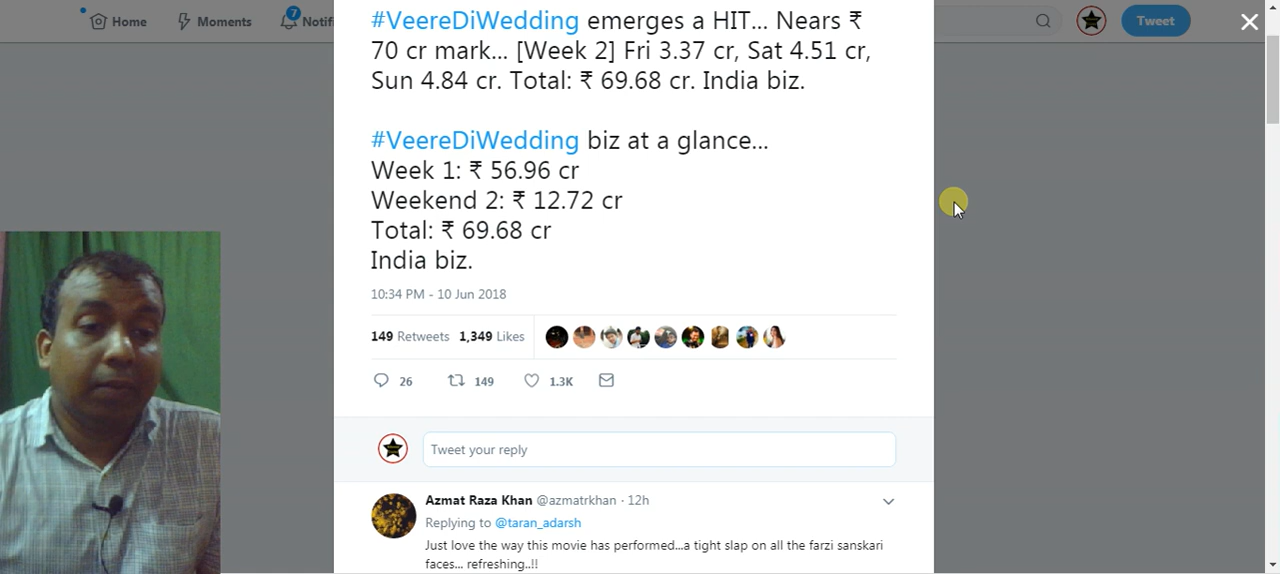 Home
Moments
7
Notifi
Tweet
#VeereDiWedding emerges a HIT... Nears ₹
70 cr mark... [Week 2] Fri 3.37 cr, Sat 4.51 cr,
Sun 4.84 cr. Total: ₹ 69.68 cr. India biz.
#VeereDiWedding biz at a glance...
Week 1: ₹ 56.96 cr
Weekend 2: ₹ 12.72 cr
Total: ₹ 69.68 cr
India biz.
10:34 PM - 10 Jun 2018
149 Retweets 1,349 Likes
26 149 1.3K
Tweet your reply
Azmat Raza Khan @azmatrkhan · 12h
Replying to @taran_adarsh
Just love the way this movie has performed...a tight slap on all the farzi sanskari
faces... refreshing..!!